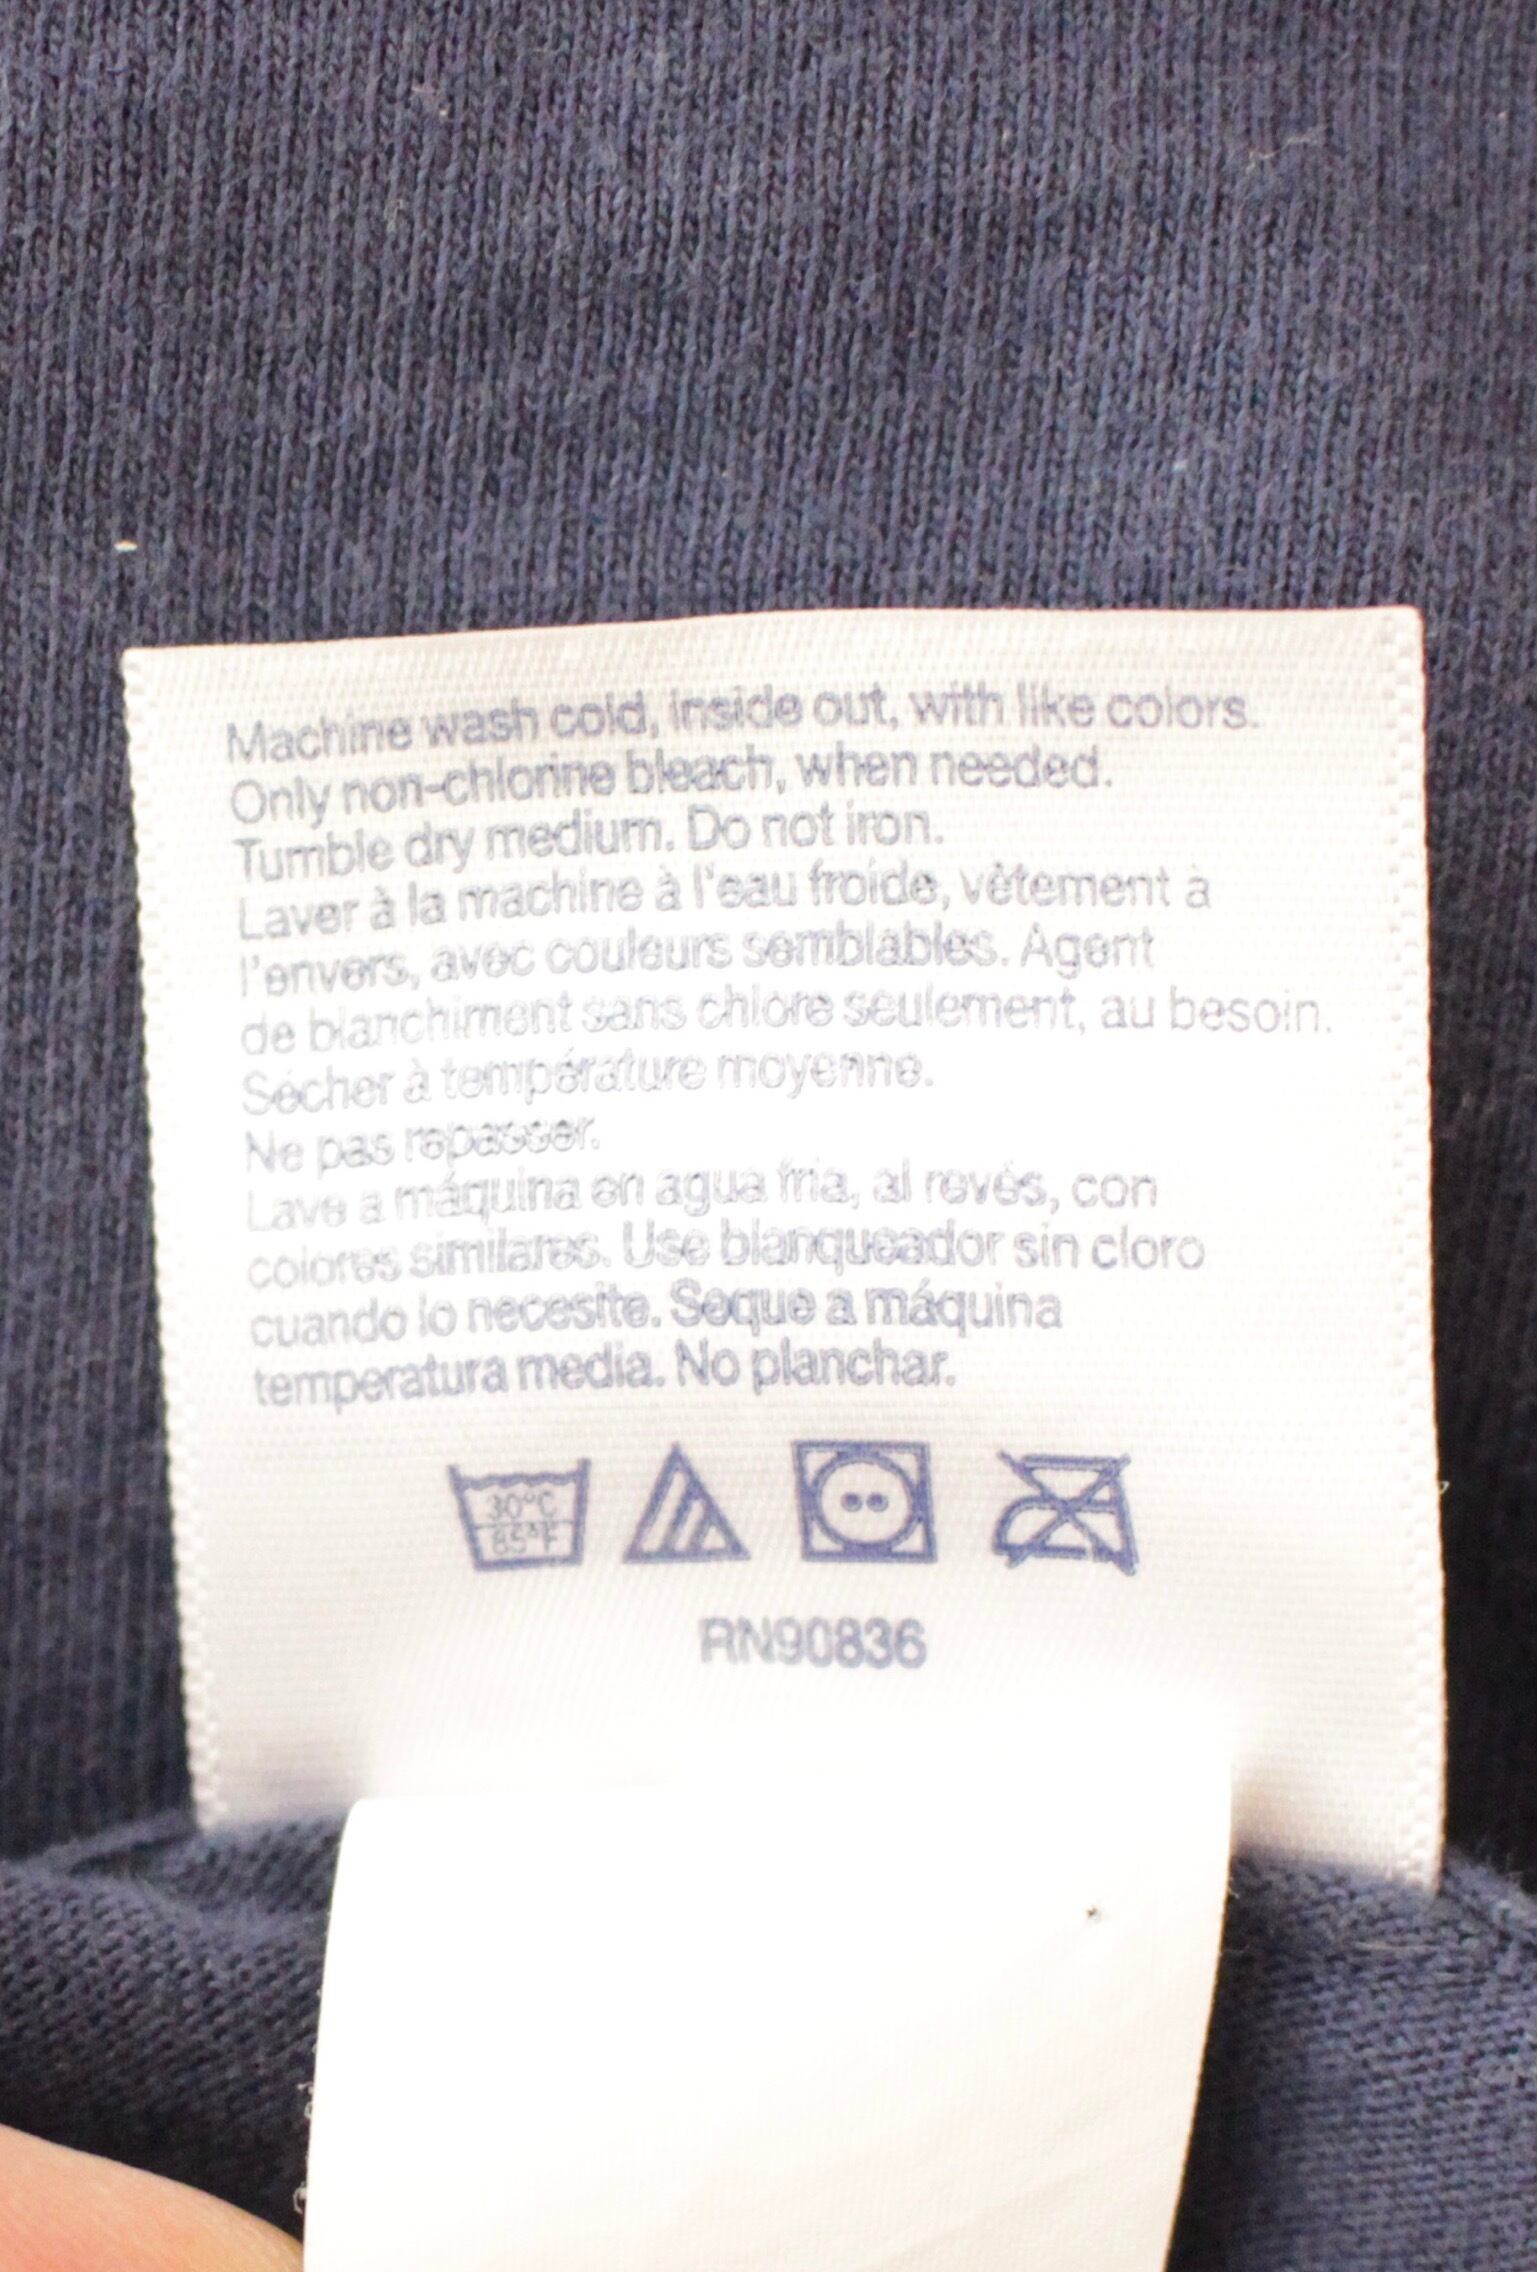 Machine wash cold, inside out, with like colors.
Only non-chlorine bleach, when needed.
Tumble dry medium. Do not iron.
Laver à la machine à l'eau froide, vêtement à
l'envers, avec couleurs semblables. Agent
de blanchiment sans chlore seulement, au besoin.
Sécher à température moyenne.
Ne pas repasser.
Lave a máquina en agua fria, al revés, con
colores similares. Use blanqueador sin cloro
cuando lo necesite. Seque a máquina
temperatura media. No planchar.
30°C
85°F
RN90836